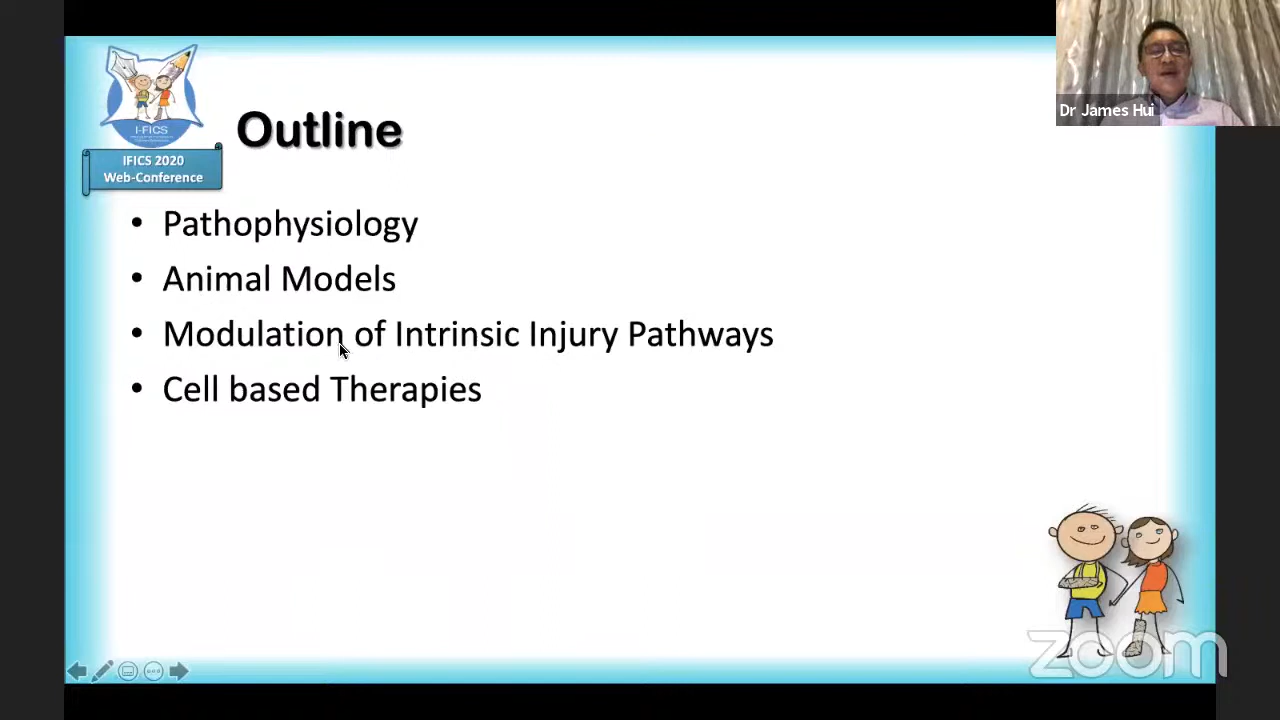 Dr James Hui
I-FICS
IFICS 2020
Web-Conference
Outline
• Pathophysiology
• Animal Models
• Modulation of Intrinsic Injury Pathways
• Cell based Therapies
zoom